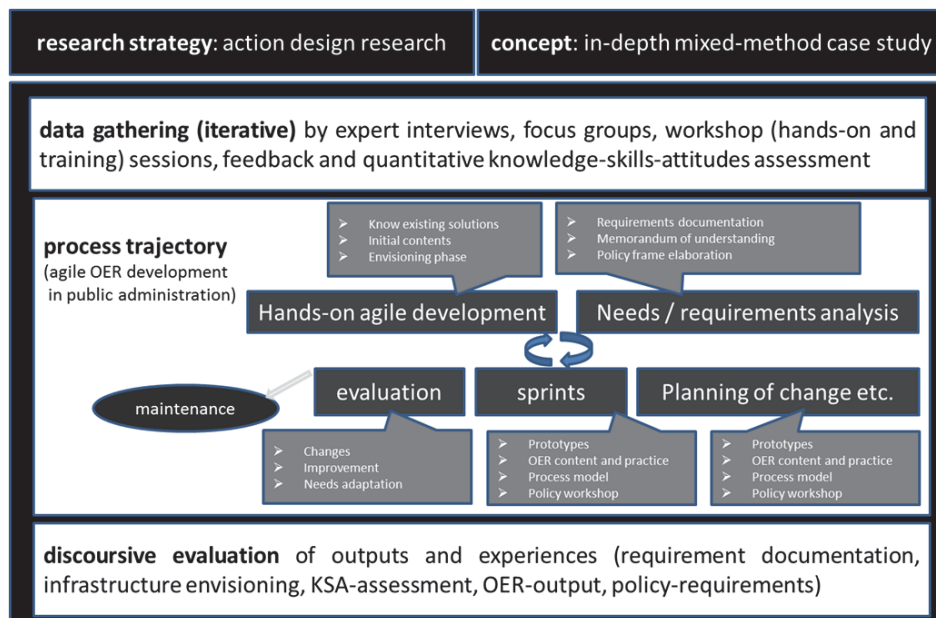 research strategy: action design research
concept: in-depth mixed-method case study
data gathering (iterative) by expert interviews, focus groups, workshop (hands-on and
training) sessions, feedback and quantitative knowledge-skills-attitudes assessment
process trajectory
(agile OER development
in public administration)
Know existing solutions
Initial contents
Envisioning phase
Requirements documentation
Memorandum of understanding
Policy frame elaboration
Hands-on agile development
Needs / requirements analysis
maintenance
evaluation
sprints
Planning of change etc.
Changes
Improvement
Needs adaptation
Prototypes
OER content and practice
Process model
Policy workshop
Prototypes
OER content and practice
Process model
Policy workshop
discoursive evaluation of outputs and experiences (requirement documentation,
infrastructure envisioning, KSA-assessment, OER-output, policy-requirements)